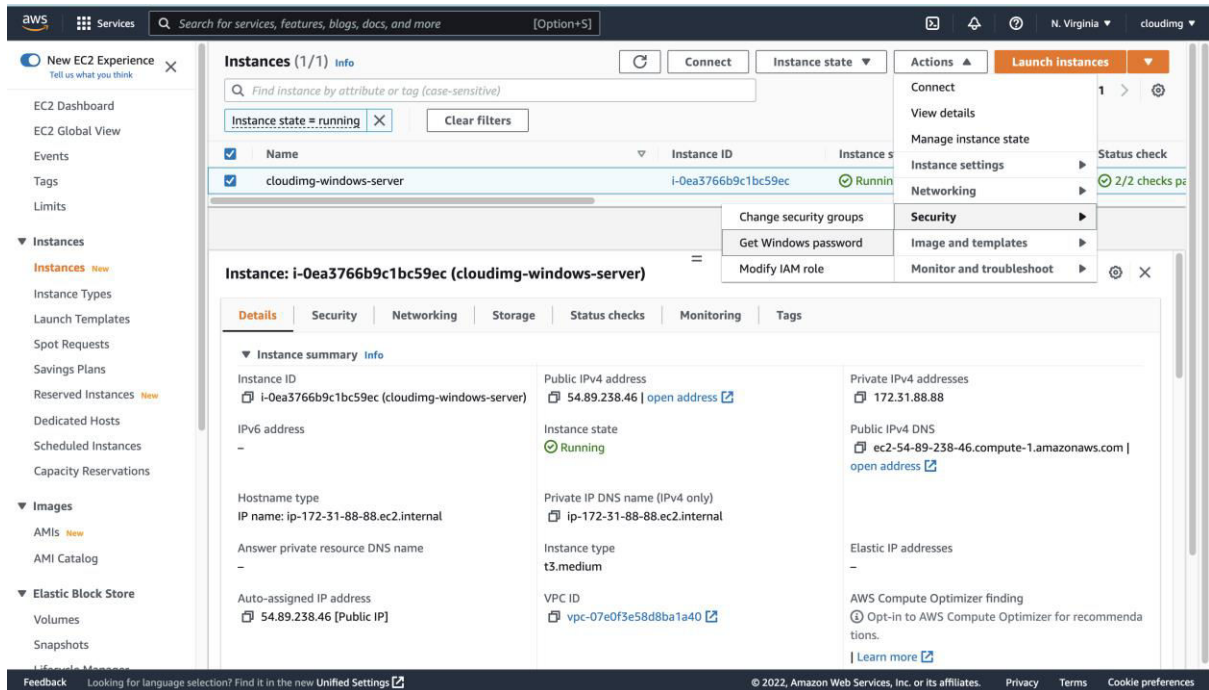 aws Services Search for services, features, blogs, docs, and more [Option+S] N. Virginia cloudimg
New EC2 Experience
Tell us what you think
EC2 Dashboard
EC2 Global View
Events
Tags
Limits
Instances
Instances New
Instance Types
Launch Templates
Spot Requests
Savings Plans
Reserved Instances New
Dedicated Hosts
Scheduled Instances
Capacity Reservations
Images
AMIs New
AMI Catalog
Elastic Block Store
Volumes
Snapshots
Lifecycle Manager
Instances (1/1) Info Connect Instance state Actions Launch instances
Find instance by attribute or tag (case-sensitive) 1
Instance state = running Clear filters
Name Instance ID Instance s Status check
cloudimg-windows-server i-0ea3766b9c1bc59ec Runnin 2/2 checks pa
Connect
View details
Manage instance state
Instance settings
Networking
Security
Image and templates
Monitor and troubleshoot
Change security groups
Get Windows password
Modify IAM role
Instance: i-0ea3766b9c1bc59ec (cloudimg-windows-server)
Details Security Networking Storage Status checks Monitoring Tags
Instance summary Info
Instance ID
i-0ea3766b9c1bc59ec (cloudimg-windows-server)
Public IPv4 address
54.89.238.46 | open address
Private IPv4 addresses
172.31.88.88
IPv6 address
–
Instance state
Running
Public IPv4 DNS
ec2-54-89-238-46.compute-1.amazonaws.com |
open address
Hostname type
IP name: ip-172-31-88-88.ec2.internal
Private IP DNS name (IPv4 only)
ip-172-31-88-88.ec2.internal
Answer private resource DNS name
–
Instance type
t3.medium
Elastic IP addresses
–
Auto-assigned IP address
54.89.238.46 [Public IP]
VPC ID
vpc-07e0f3e58d8ba1a40
AWS Compute Optimizer finding
Opt-in to AWS Compute Optimizer for recommenda
tions.
| Learn more
Feedback Looking for language selection? Find it in the new Unified Settings © 2022, Amazon Web Services, Inc. or its affiliates. Privacy Terms Cookie preferences